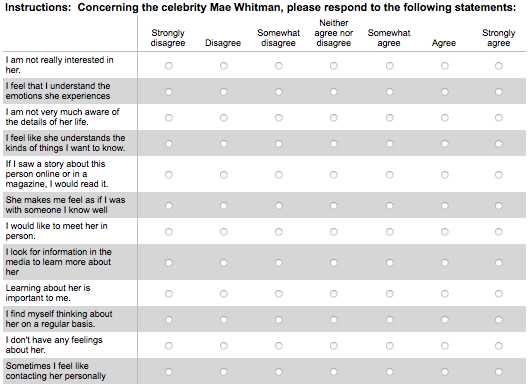 Instructions: Concerning the celebrity Mae Whitman, please respond to the following statements:
Strongly disagree
Disagree
Somewhat disagree
Neither agree nor disagree
Somewhat agree
Agree
Strongly agree
I am not really interested in
her.
I feel that I understand the
emotions she experiences
I am not very much aware of
the details of her life.
I feel like she understands the
kinds of things I want to know.
If I saw a story about this
person online or in a
magazine, I would read it.
She makes me feel as if I was
with someone I know well
I would like to meet her in
person.
I look for information in the
media to learn more about
her
Learning about her is
important to me.
I find myself thinking about
her on a regular basis.
I don't have any feelings
about her.
Sometimes I feel like
contacting her personally